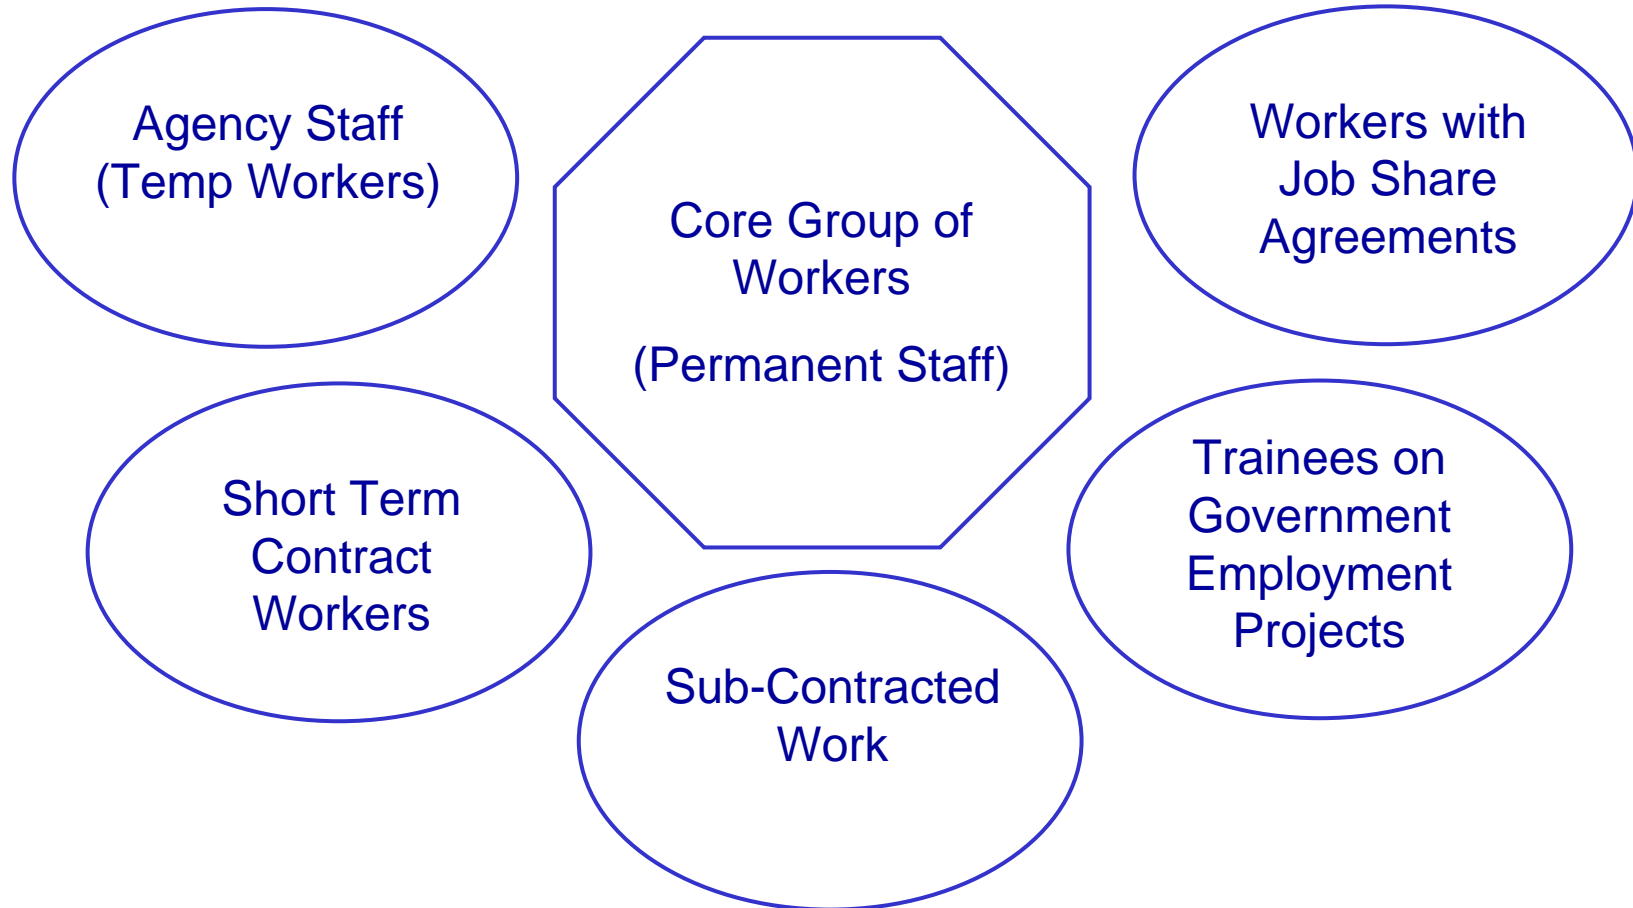 Agency Staff
(Temp Workers)
Core Group of
Workers
(Permanent Staff)
Workers with
Job Share
Agreements
Short Term
Contract
Workers
Sub-Contracted
Work
Trainees on
Government
Employment
Projects